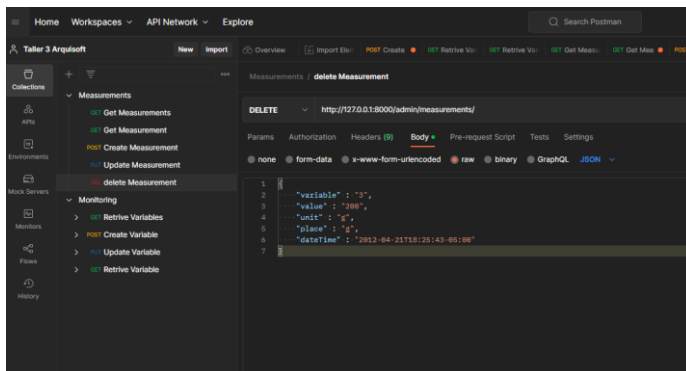 Home Workspaces API Network Explore Search Postman
Taller 3 Arquisoft New Import Overview Import Elen POST Create GET Retrive Var GET Retrive Var GET Get Measu GET Get Mea POS
Collections
APIs
Environments
Mock Servers
Monitors
Flows
History
Measurements
GET Get Measurements
GET Get Measurement
POST Create Measurement
PUT Update Measurement
DEL delete Measurement
Monitoring
GET Retrive Variables
POST Create Variable
PUT Update Variable
GET Retrive Variable
Measurements / delete Measurement
DELETE http://127.0.0.1:8000/admin/measurements/
Params Authorization Headers (9) Body Pre-request Script Tests Settings
none form-data x-www-form-urlencoded raw binary GraphQL JSON
1 {
2 "variable" : "3",
3 "value" : "200",
4 "unit" : "g",
5 "place" : "g",
6 "dateTime" : "2012-04-21T18:25:43-05:00"
7 }